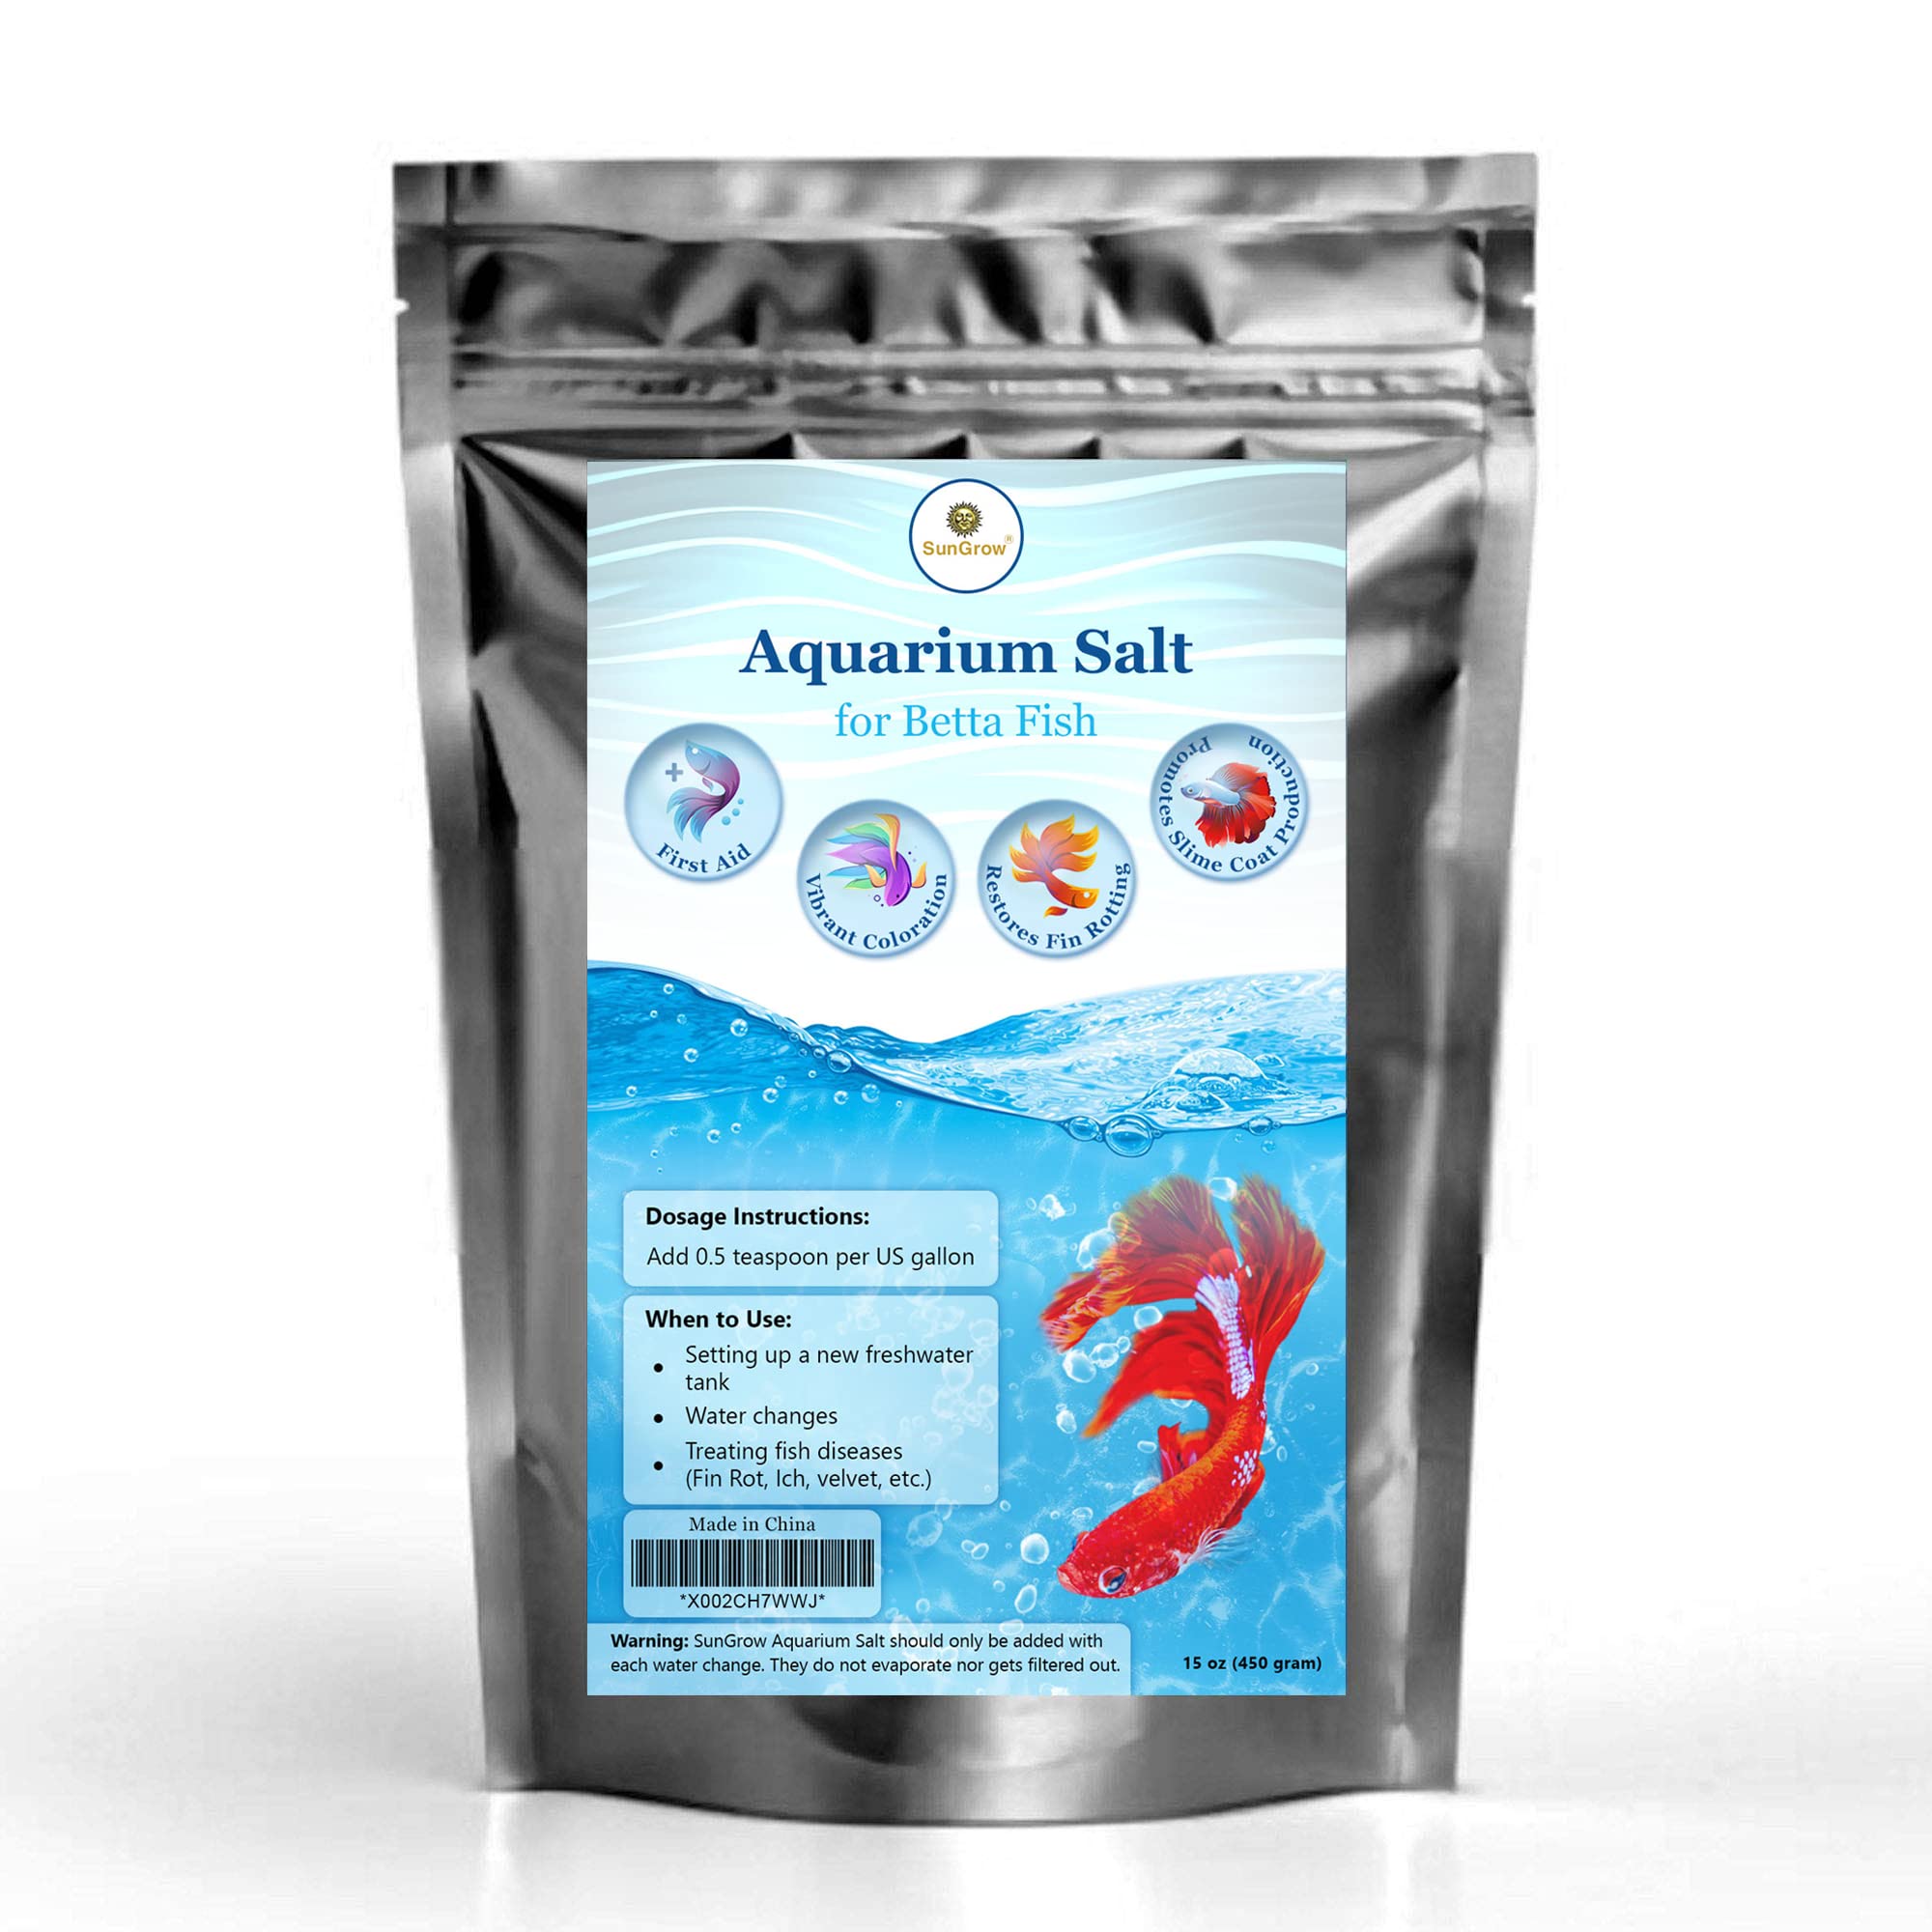 SunGrow®
Aquarium Salt
for Betta Fish
First Aid
Vibrant Coloration
Restores Fin Rotting
Promotes Slime Coat Production
Dosage Instructions:
Add 0.5 teaspoon per US gallon
When to Use:
• Setting up a new freshwater
tank
• Water changes
• Treating fish diseases
(Fin Rot, Ich, velvet, etc.)
Made in China
*X002CH7WWJ*
Warning: SunGrow Aquarium Salt should only be added with
each water change. They do not evaporate nor gets filtered out.
15 oz (450 gram)